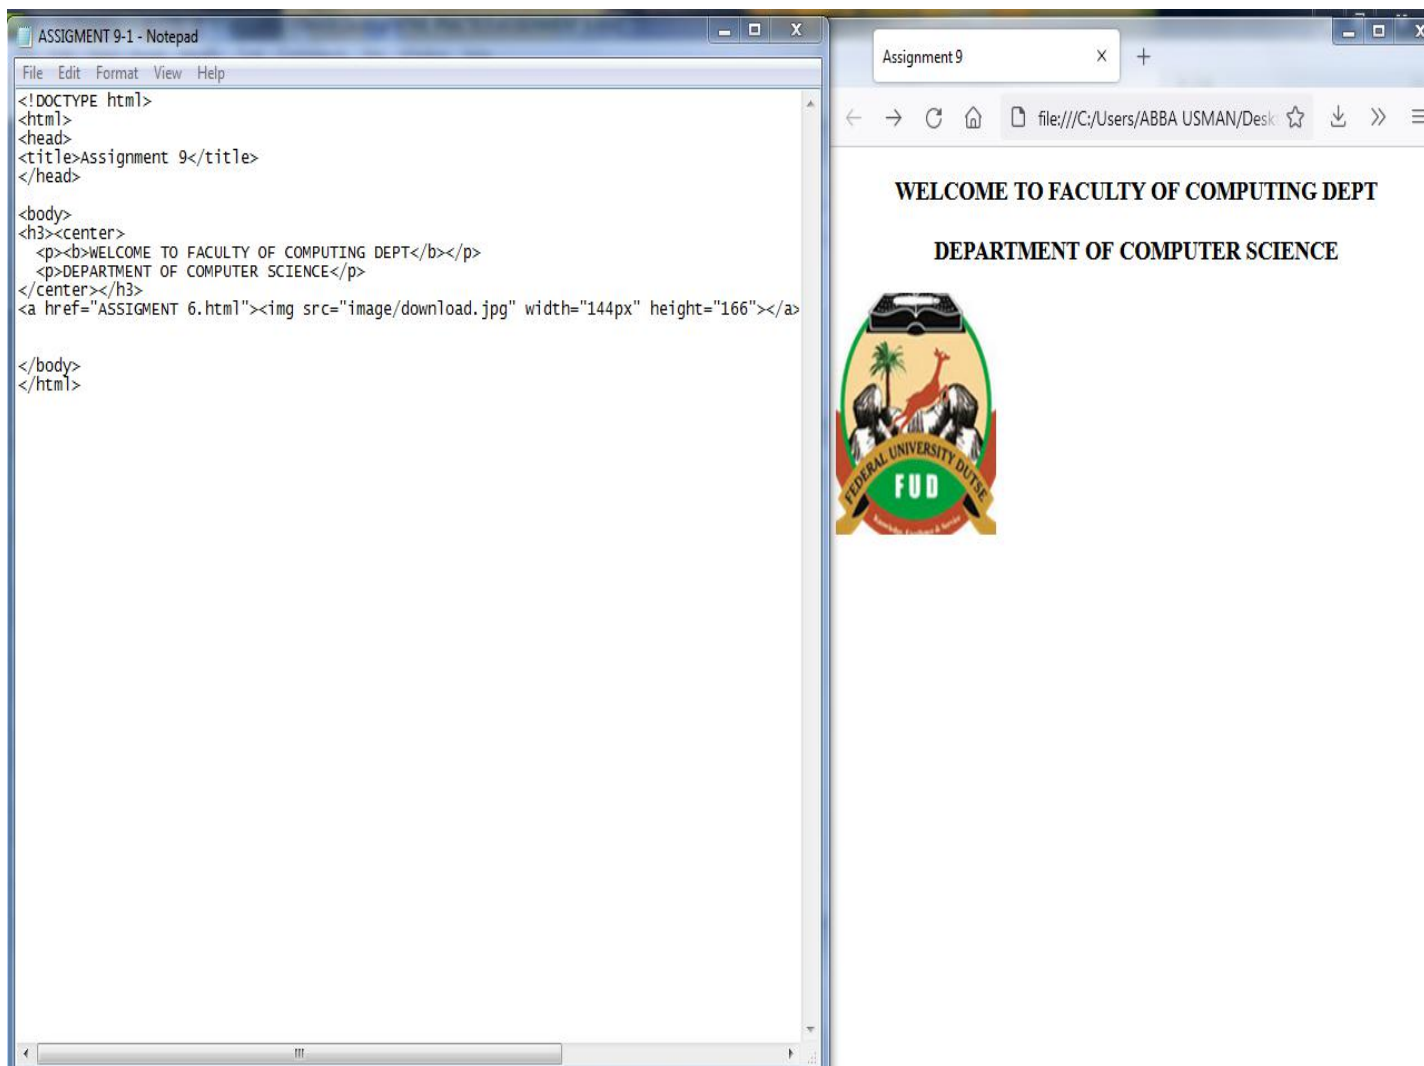 ASSIGMENT 9-1 - Notepad
File Edit Format View Help
<!DOCTYPE html>
<html>
<head>
<title>Assignment 9</title>
</head>
<body>
<h3><center>
<p><b>WELCOME TO FACULTY OF COMPUTING DEPT</b></p>
<p>DEPARTMENT OF COMPUTER SCIENCE</p>
</center></h3>
<a href="ASSIGMENT 6.html"><img src="image/download.jpg" width="144px" height="166"></a>
</body>
</html>
Assignment 9
file:///C:/Users/ABBA USMAN/Desk
WELCOME TO FACULTY OF COMPUTING DEPT
DEPARTMENT OF COMPUTER SCIENCE
FEDERAL UNIVERSITY DUTSE
FUD